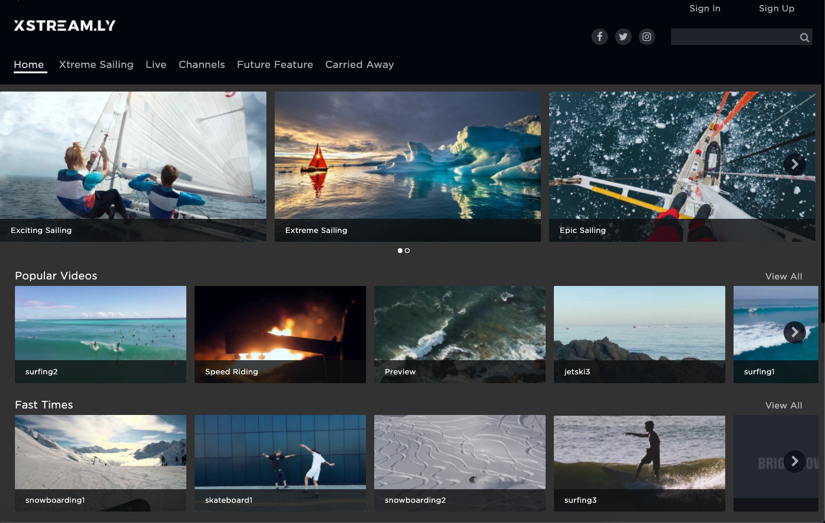 Sign In Sign Up
XSTREAM.LY
Home Xtreme Sailing Live Channels Future Feature Carried Away
Exciting Sailing
Extreme Sailing
Epic Sailing
Popular Videos
View All
surfing2
Speed Riding
Preview
jetski3
surfing1
Fast Times
View All
snowboarding1
skateboard1
snowboarding2
surfing3